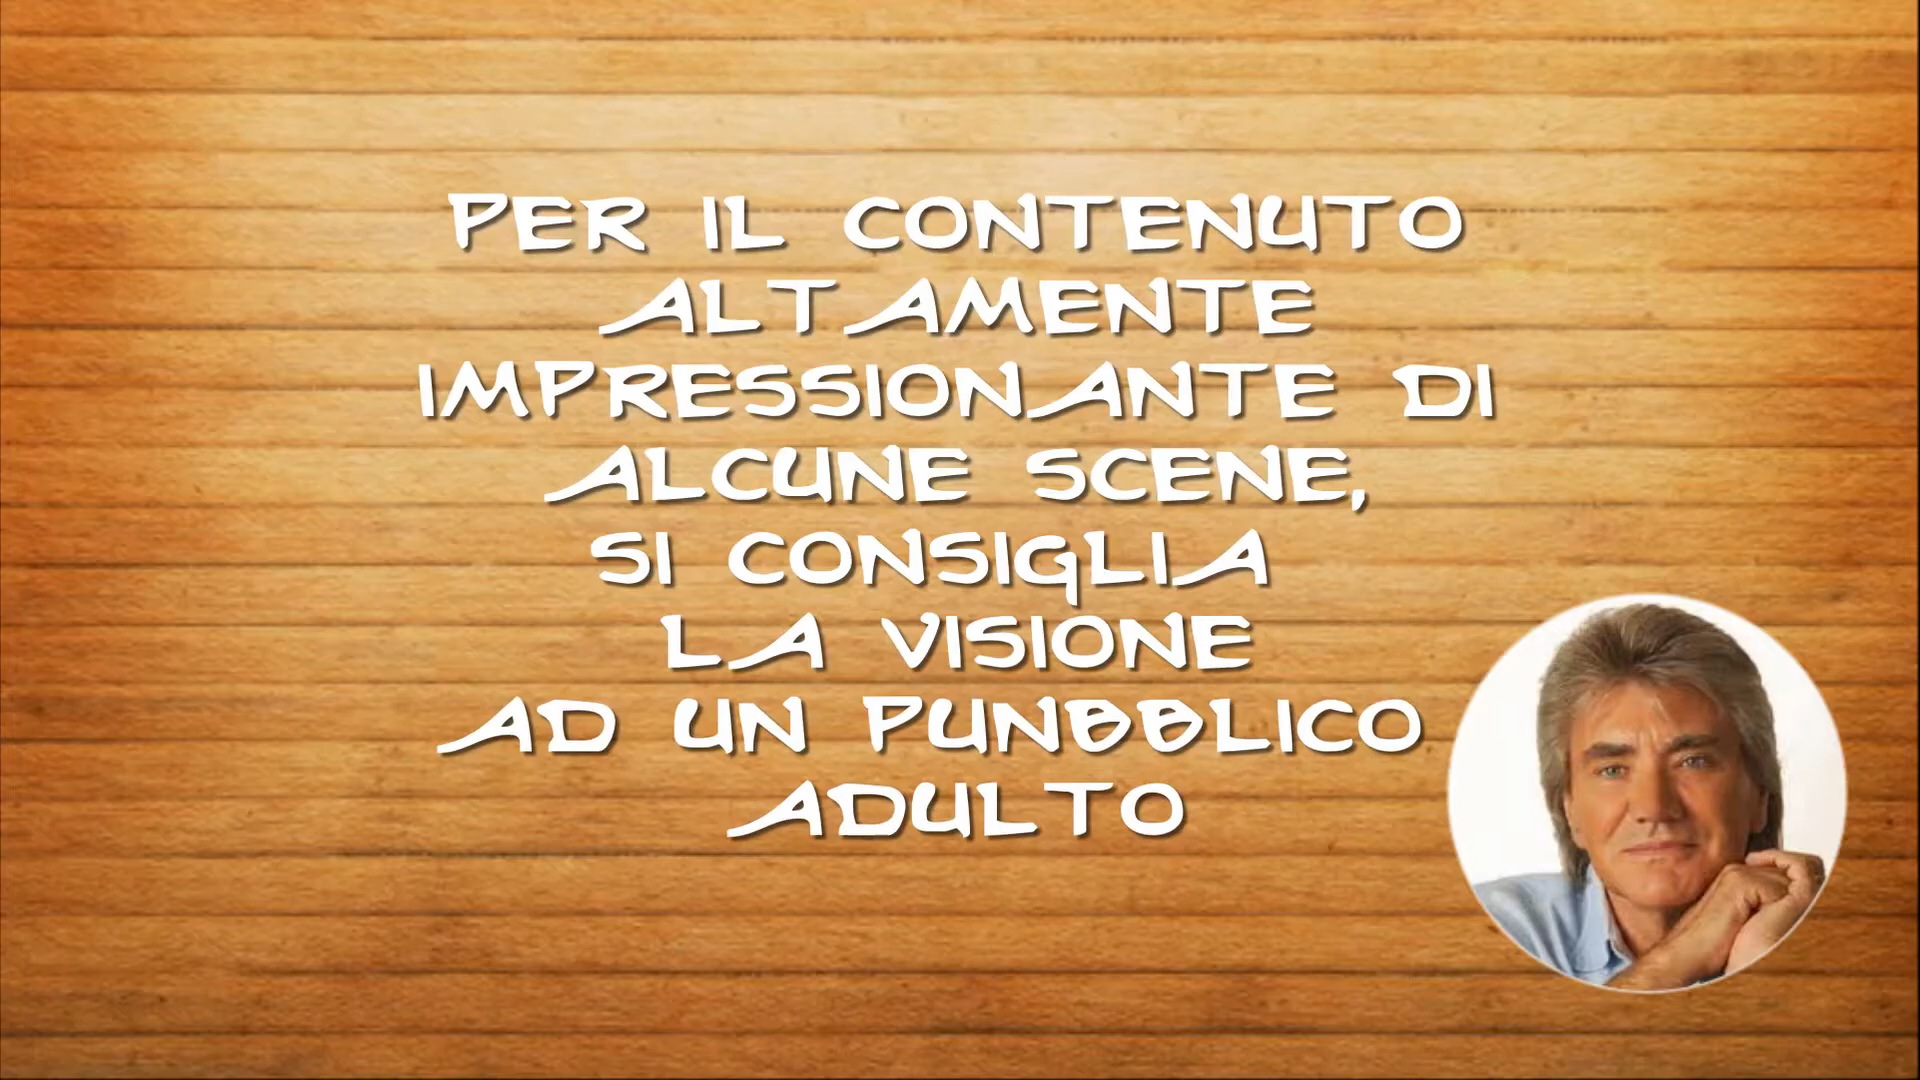 PER IL CONTENUTO
ALTAMENTE
IMPRESSIONANTE DI
ALCUNE SCENE,
SI CONSIGLIA
LA VISIONE
AD UN PUNBBLICO
ADULTO